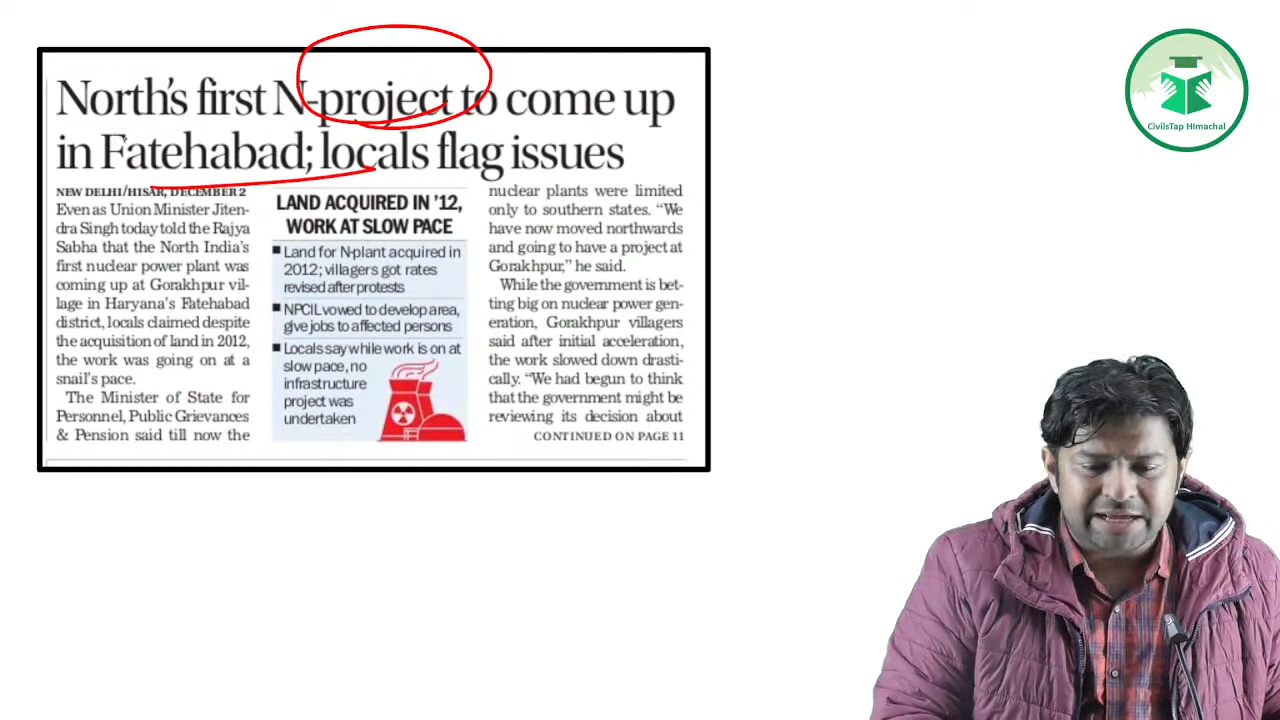 North's first N-project to come up
in Fatehabad; locals flag issues
NEW DELHI/HISAR, DECEMBER 2
Even as Union Minister Jiten-
dra Singh today told the Rajya
Sabha that the North India's
first nuclear power plant was
coming up at Gorakhpur vil-
lage in Haryana's Fatehabad
district, locals claimed despite
the acquisition of land in 2012,
the work was going on at a
snail's pace.
The Minister of State for
Personnel, Public Grievances
& Pension said till now the
LAND ACQUIRED IN '12,
WORK AT SLOW PACE
■ Land for N-plant acquired in
2012; villagers got rates
revised after protests
■ NPCIL vowed to develop area,
give jobs to affected persons
■ Locals say while work is on at
slow pace, no
infrastructure
project was
undertaken
nuclear plants were limited
only to southern states. "We
have now moved northwards
and going to have a project at
Gorakhpur," he said.
While the government is bet-
ting big on nuclear power gen-
eration, Gorakhpur villagers
said after initial acceleration,
the work slowed down drasti-
cally. "We had begun to think
that the government might be
reviewing its decision about
CONTINUED ON PAGE 11
CivilsTap HImachal